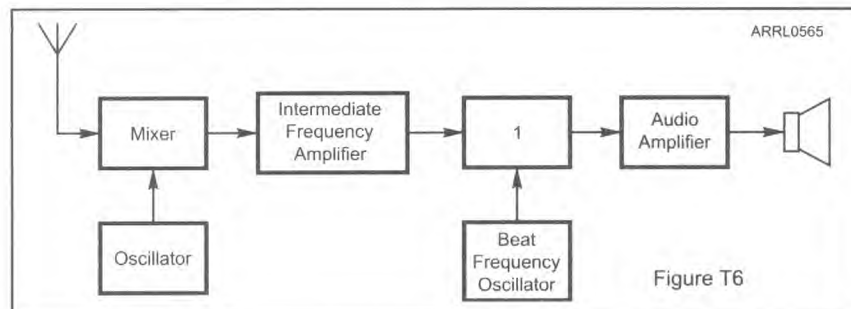 ARRL0565
Mixer
Intermediate
Frequency
Amplifier
1
Audio
Amplifier
Oscillator
Beat
Frequency
Oscillator
Figure T6